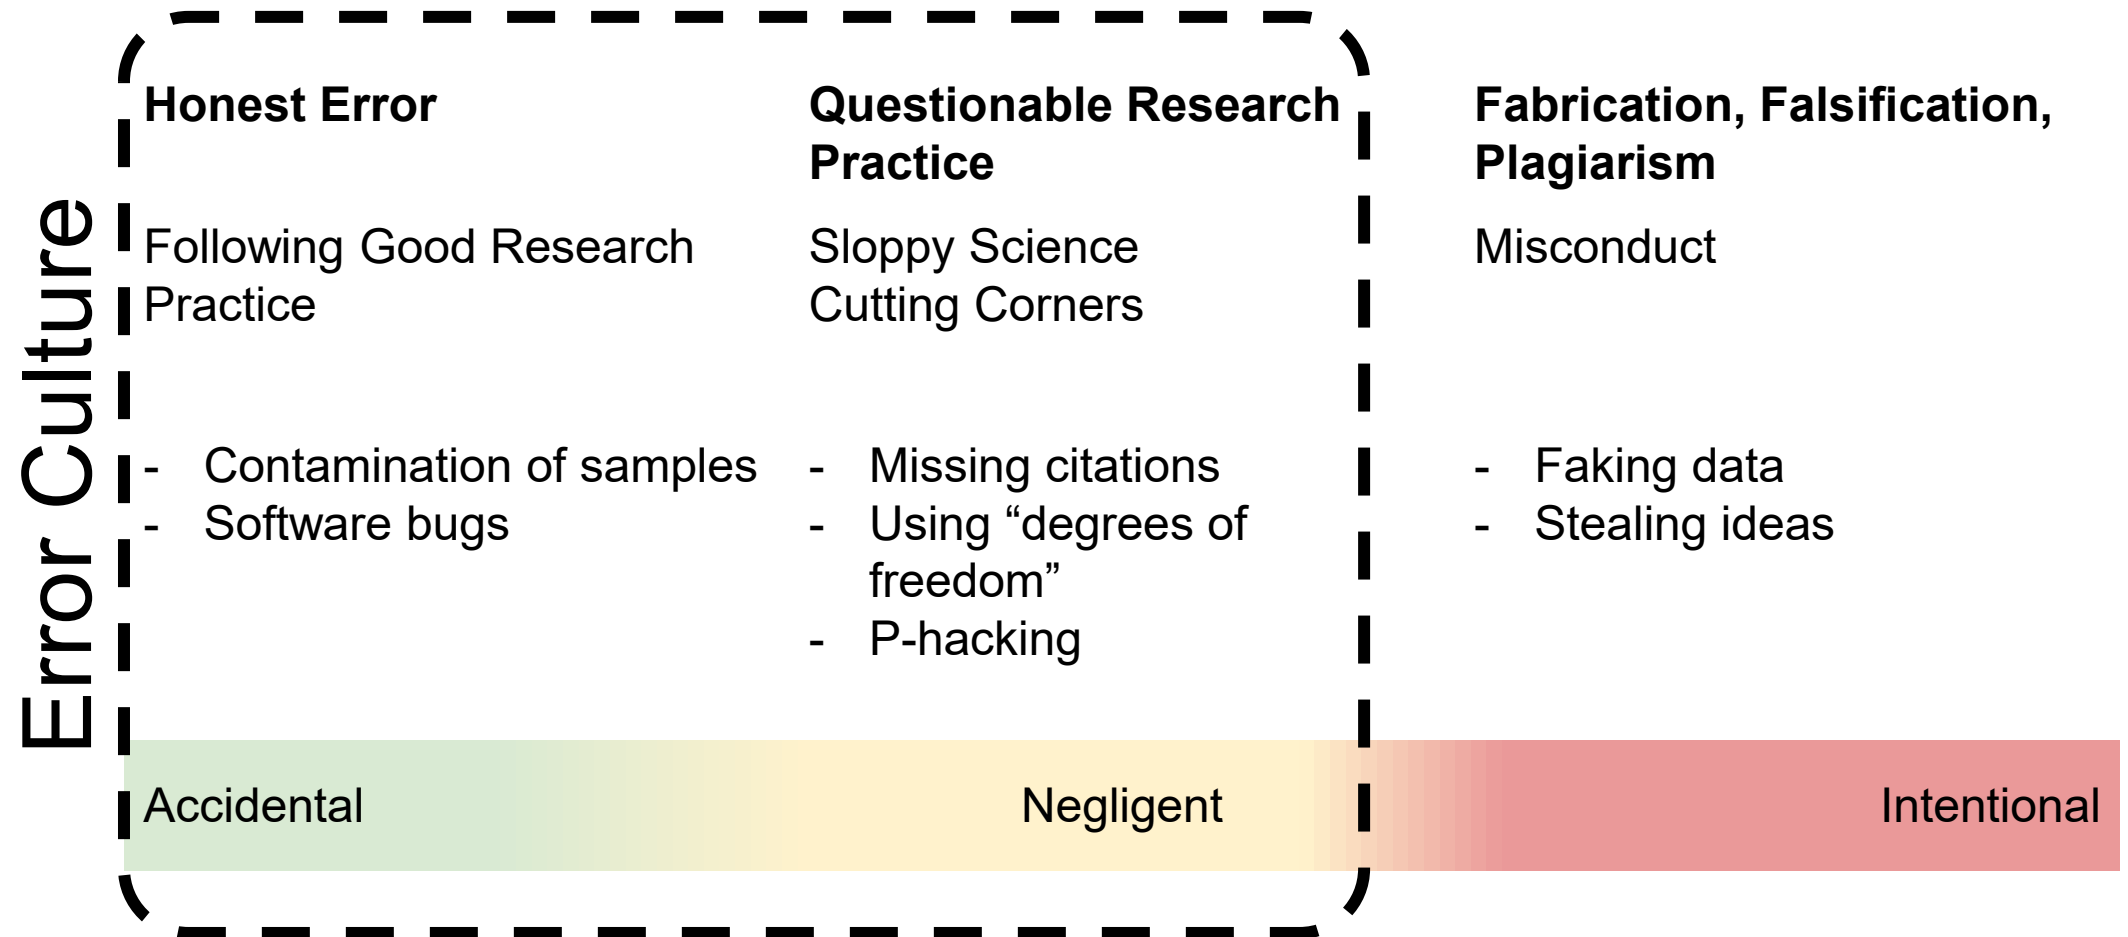 Error Culture
Honest Error
Following Good Research
Practice
- Contamination of samples
- Software bugs
Questionable Research
Practice
Sloppy Science
Cutting Corners
- Missing citations
- Using “degrees of
freedom”
- P-hacking
Fabrication, Falsification,
Plagiarism
Misconduct
- Faking data
- Stealing ideas
Accidental
Negligent
Intentional